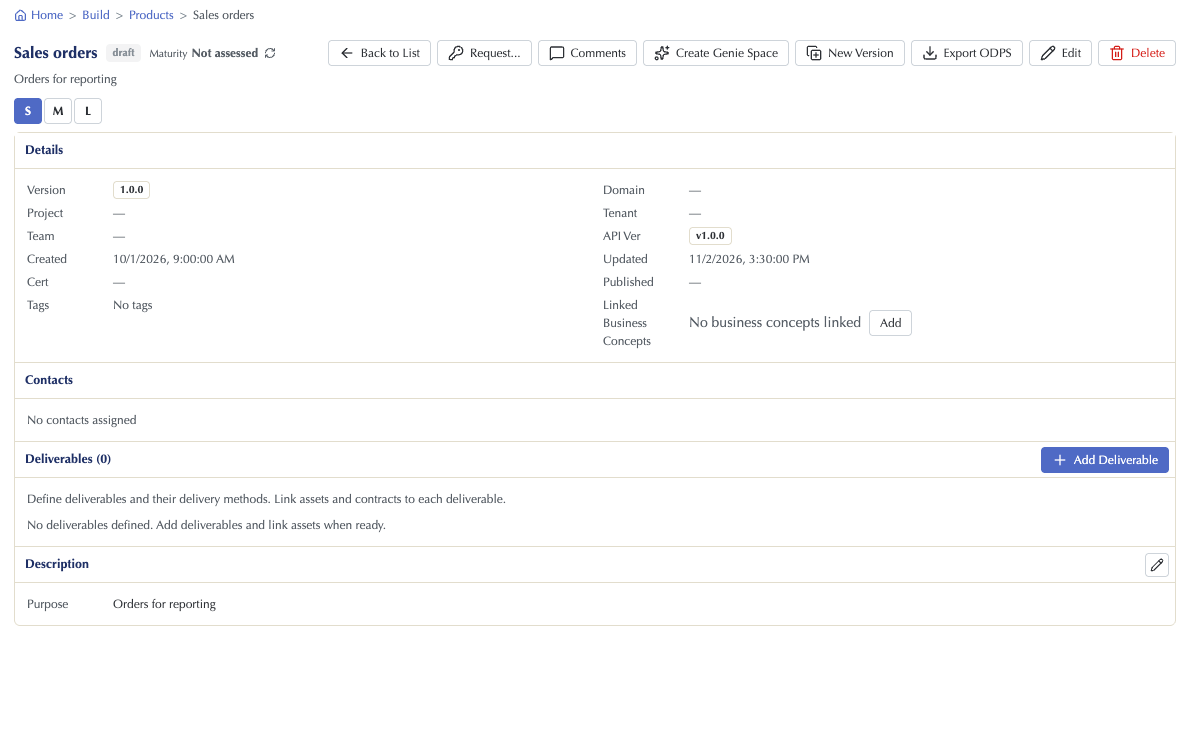 Home > Build > Products > Sales orders
Sales orders draft Maturity Not assessed
Back to List Request... Comments Create Genie Space New Version Export ODPS Edit Delete
Orders for reporting
S M L
Details
Version 1.0.0 Domain —
Project — Tenant —
Team — API Ver v1.0.0
Created 10/1/2026, 9:00:00 AM Updated 11/2/2026, 3:30:00 PM
Cert — Published —
Tags No tags Linked
Business
Concepts
No business concepts linked Add
Contacts
No contacts assigned
Deliverables (0) Add Deliverable
Define deliverables and their delivery methods. Link assets and contracts to each deliverable.
No deliverables defined. Add deliverables and link assets when ready.
Description
Purpose Orders for reporting